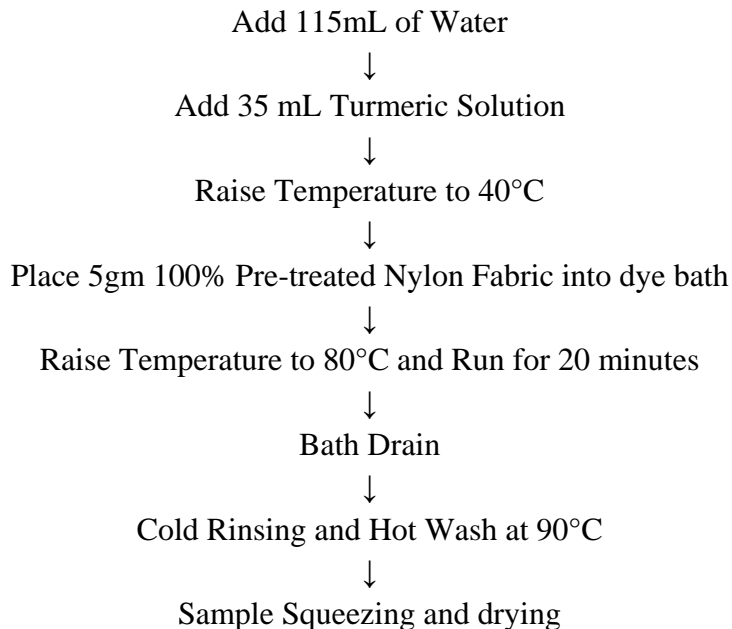 Add 115mL of Water
↓
Add 35 mL Turmeric Solution
↓
Raise Temperature to 40°C
↓
Place 5gm 100% Pre-treated Nylon Fabric into dye bath
↓
Raise Temperature to 80°C and Run for 20 minutes
↓
Bath Drain
↓
Cold Rinsing and Hot Wash at 90°C
↓
Sample Squeezing and drying